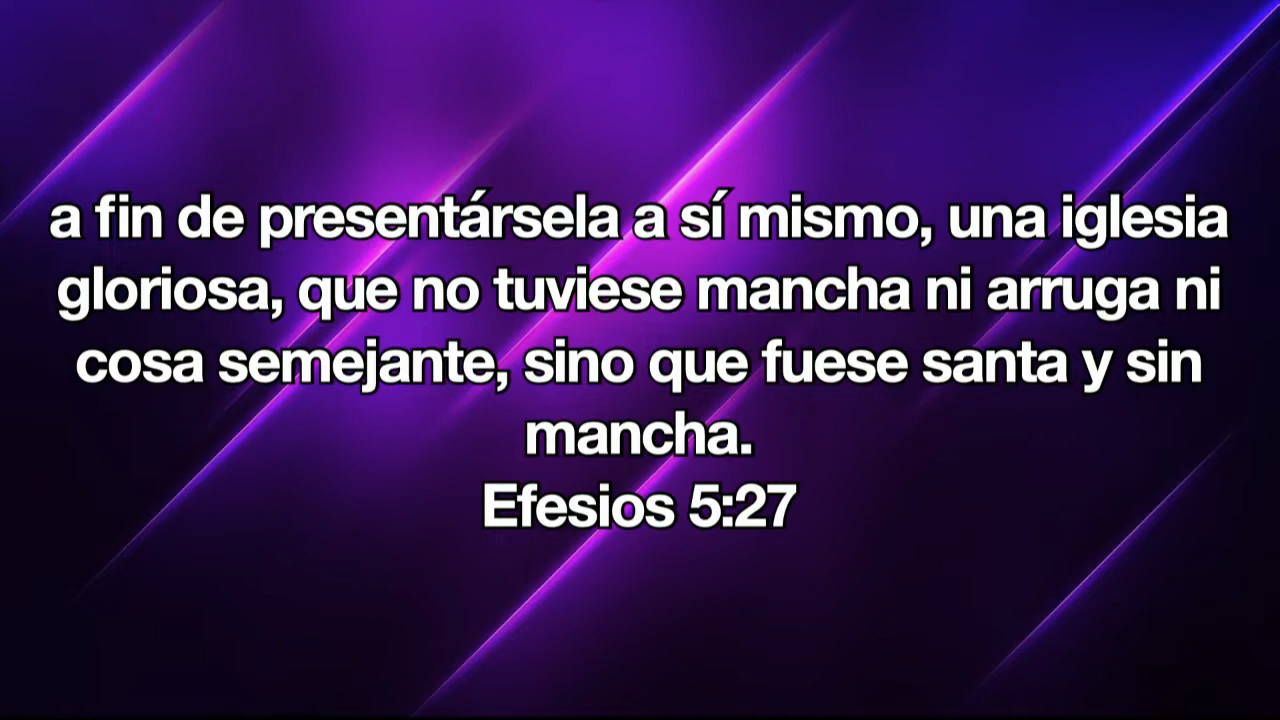 a fin de presentársela a sí mismo, una iglesia
gloriosa, que no tuviese mancha ni arruga ni
cosa semejante, sino que fuese santa y sin
mancha.
Efesios 5:27